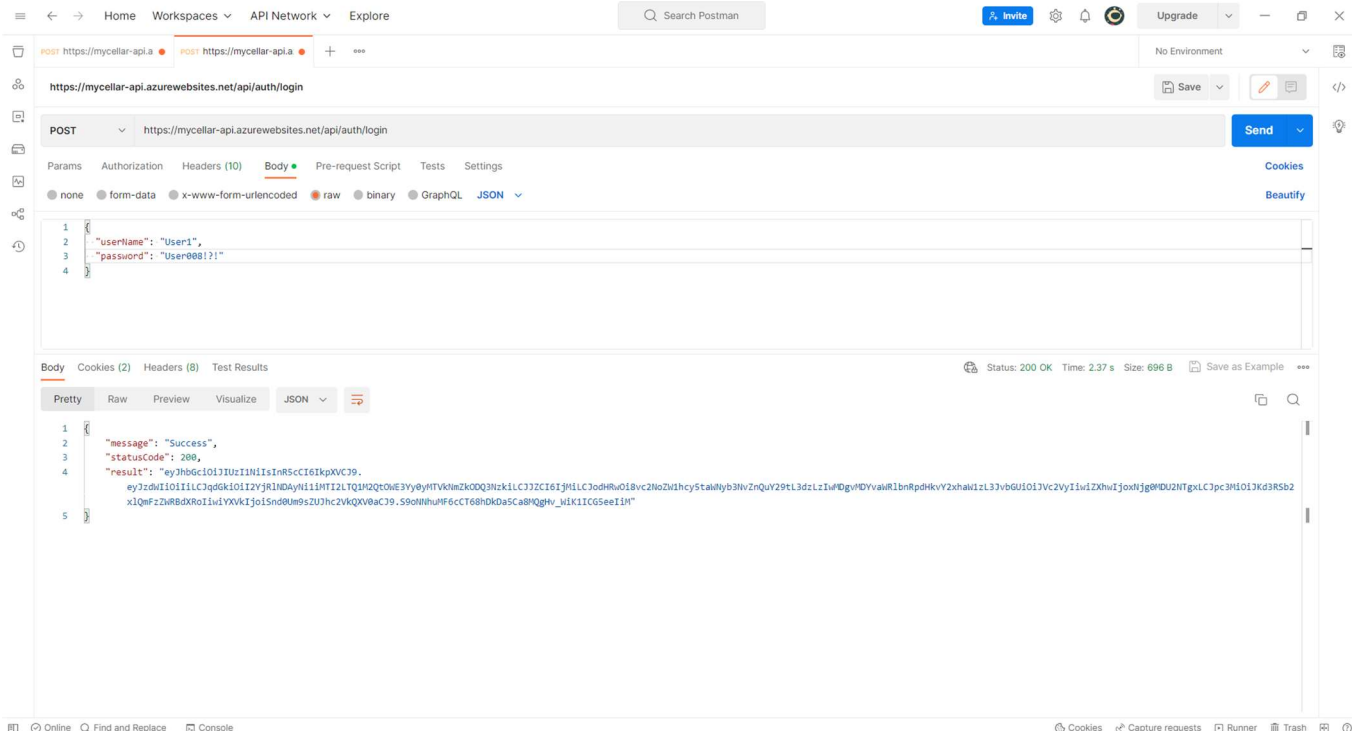 Home Workspaces API Network Explore Search Postman Invite Upgrade
POST https://mycellar-api.a POST https://mycellar-api.a No Environment
https://mycellar-api.azurewebsites.net/api/auth/login Save
POST https://mycellar-api.azurewebsites.net/api/auth/login Send
Params Authorization Headers (10) Body Pre-request Script Tests Settings Cookies
none form-data x-www-form-urlencoded raw binary GraphQL JSON Beautify
1 {
2 "userName": "User1",
3 "password": "User008!?!"
4 }
Body Cookies (2) Headers (8) Test Results Status: 200 OK Time: 2.37 s Size: 696 B Save as Example
Pretty Raw Preview Visualize JSON
1 {
2 "message": "Success",
3 "statusCode": 200,
4 "result": "eyJhbGciOiJIUzI1NiIsInR5cCI6IkpXVCJ9.
5 }
Online Find and Replace Console Cookies Capture requests Runner Trash